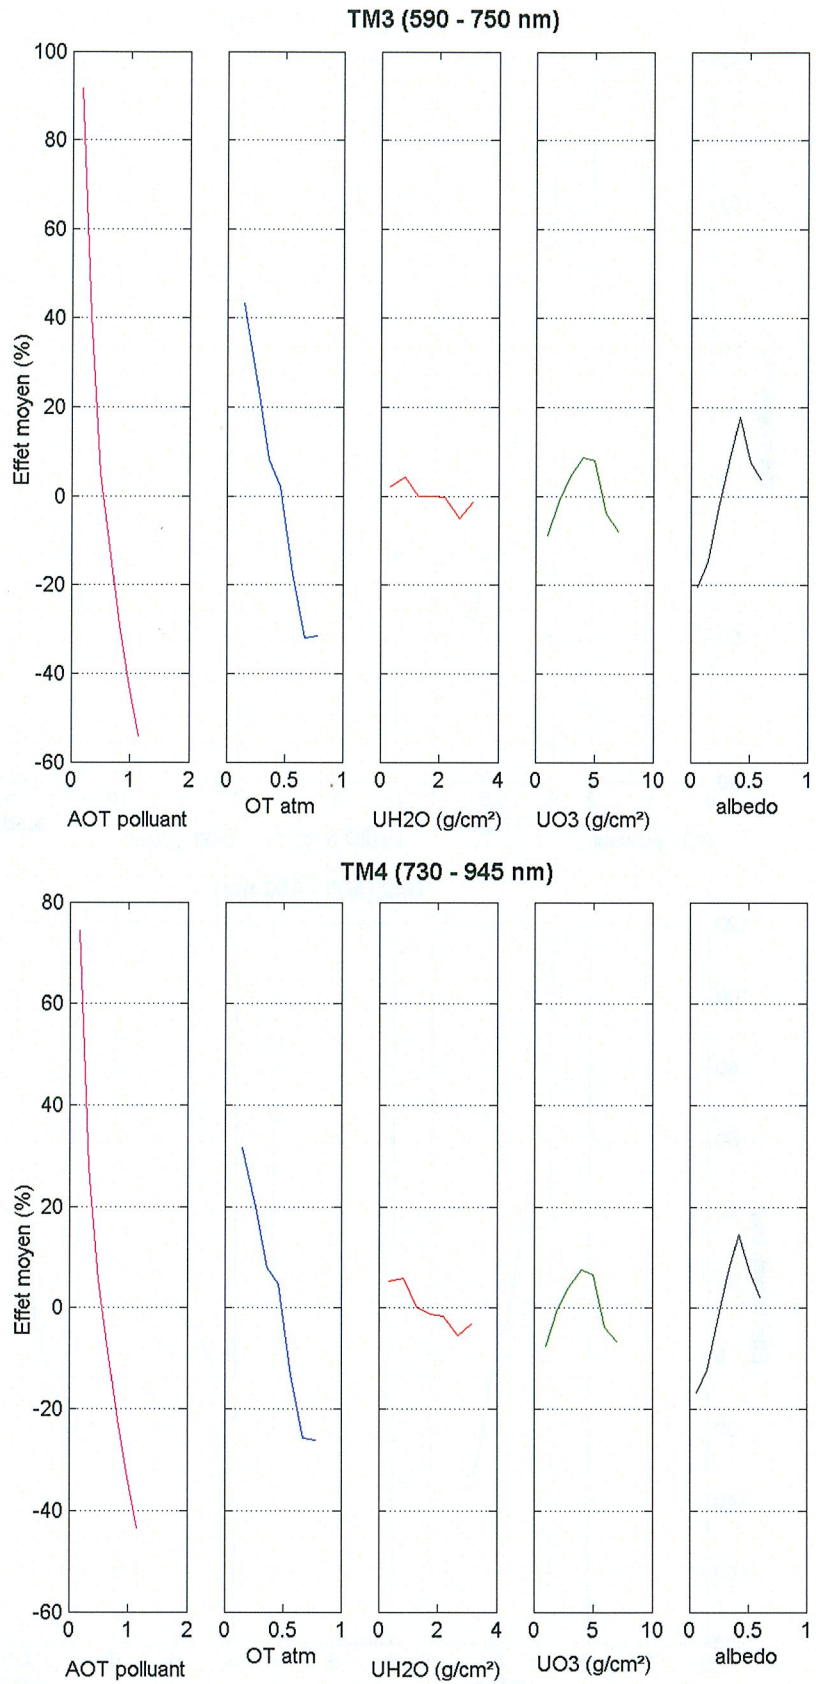 TM3 (590 - 750 nm)
100
80
60
40
20
0
-20
-40
-60
Effet moyen (%)
0 1 2
0 0.5 1
0 2 4
0 5 10
0 0.5 1
AOT polluant
OT atm
UH2O (g/cm²)
UO3 (g/cm²)
albedo
TM4 (730 - 945 nm)
80
60
40
20
0
-20
-40
-60
Effet moyen (%)
0 1 2
0 0.5 1
0 2 4
0 5 10
0 0.5 1
AOT polluant
OT atm
UH2O (g/cm²)
UO3 (g/cm²)
albedo